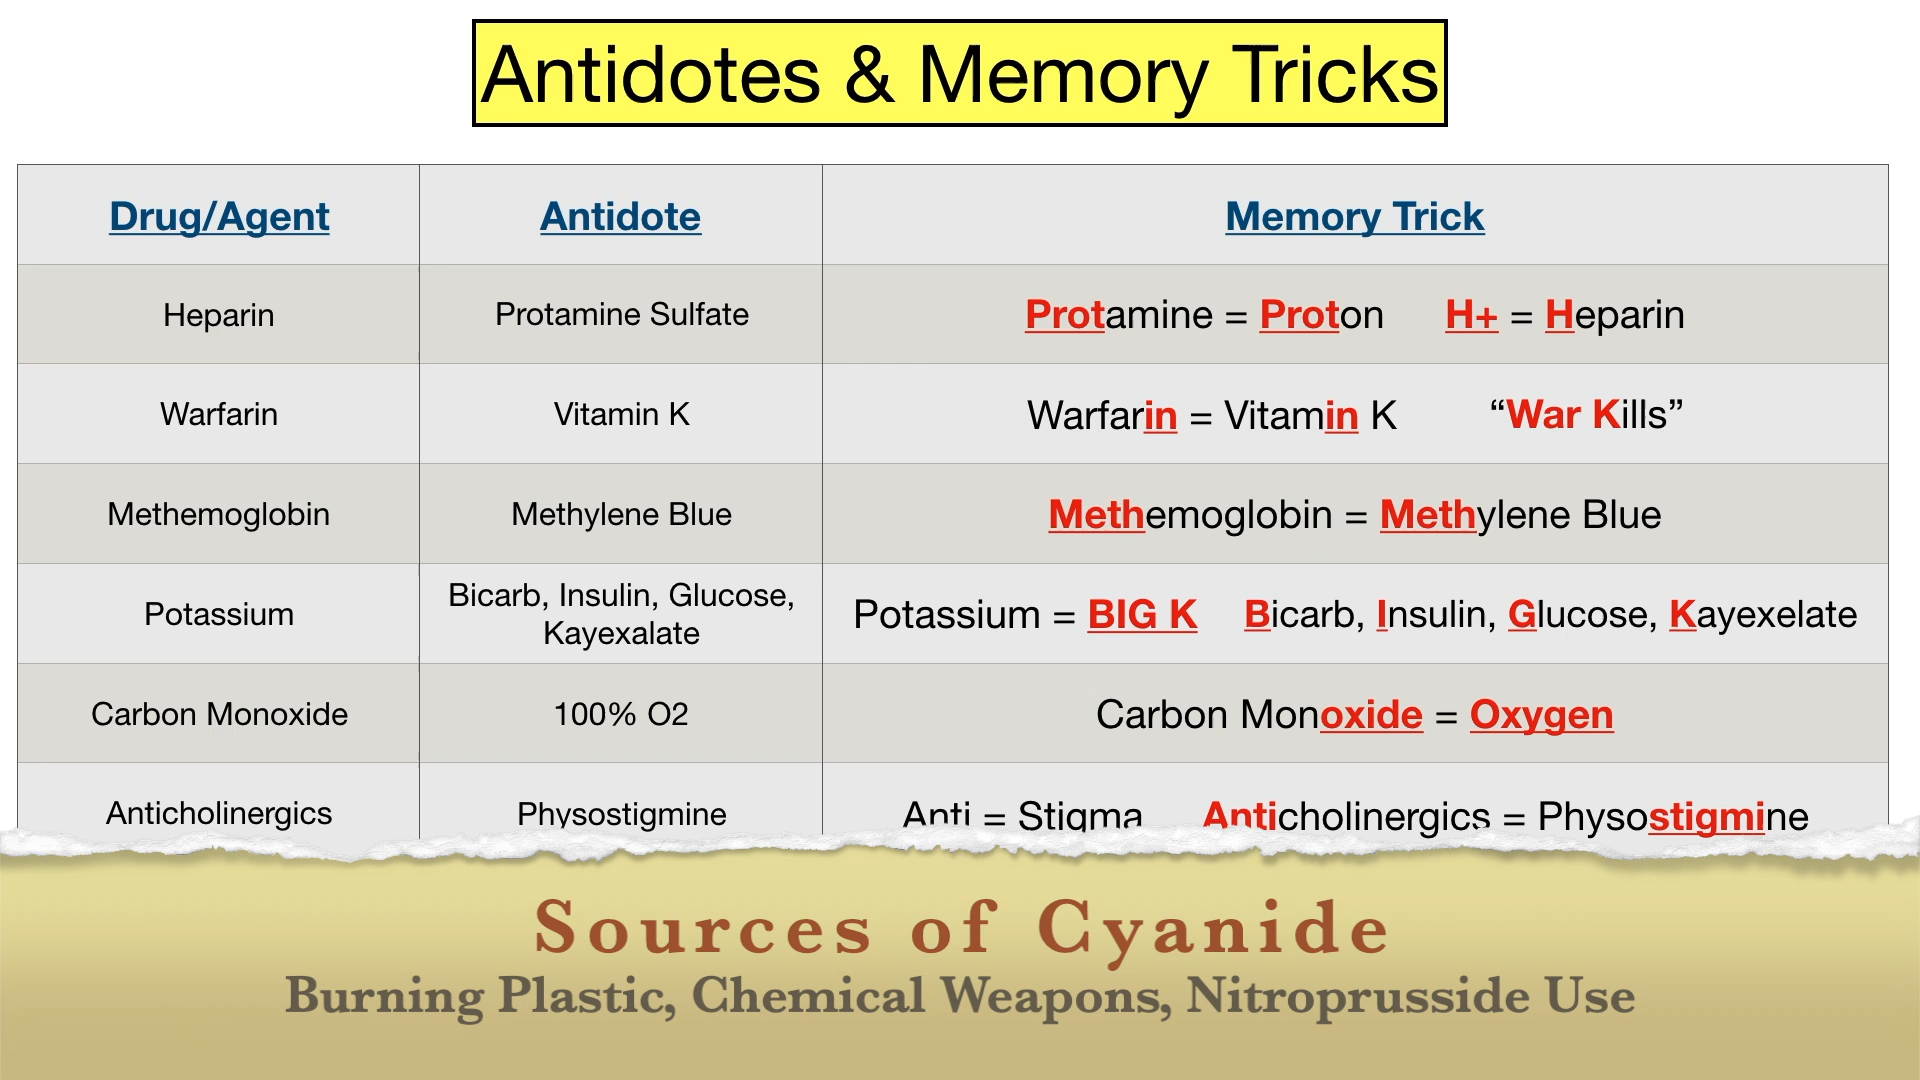 Antidotes & Memory Tricks
Drug/Agent Antidote Memory Trick
Heparin Protamine Sulfate Protamine = Proton H+ = Heparin
Warfarin Vitamin K Warfarin = Vitamin K “War Kills”
Methemoglobin Methylene Blue Methemoglobin = Methylene Blue
Potassium Bicarb, Insulin, Glucose, Kayexalate Potassium = BIG K Bicarb, Insulin, Glucose, Kayexelate
Carbon Monoxide 100% O2 Carbon Monoxide = Oxygen
Anticholinergics Physostigmine Anti = Stigma Anticholinergics = Physostigmine
Sources of Cyanide
Burning Plastic, Chemical Weapons, Nitroprusside Use